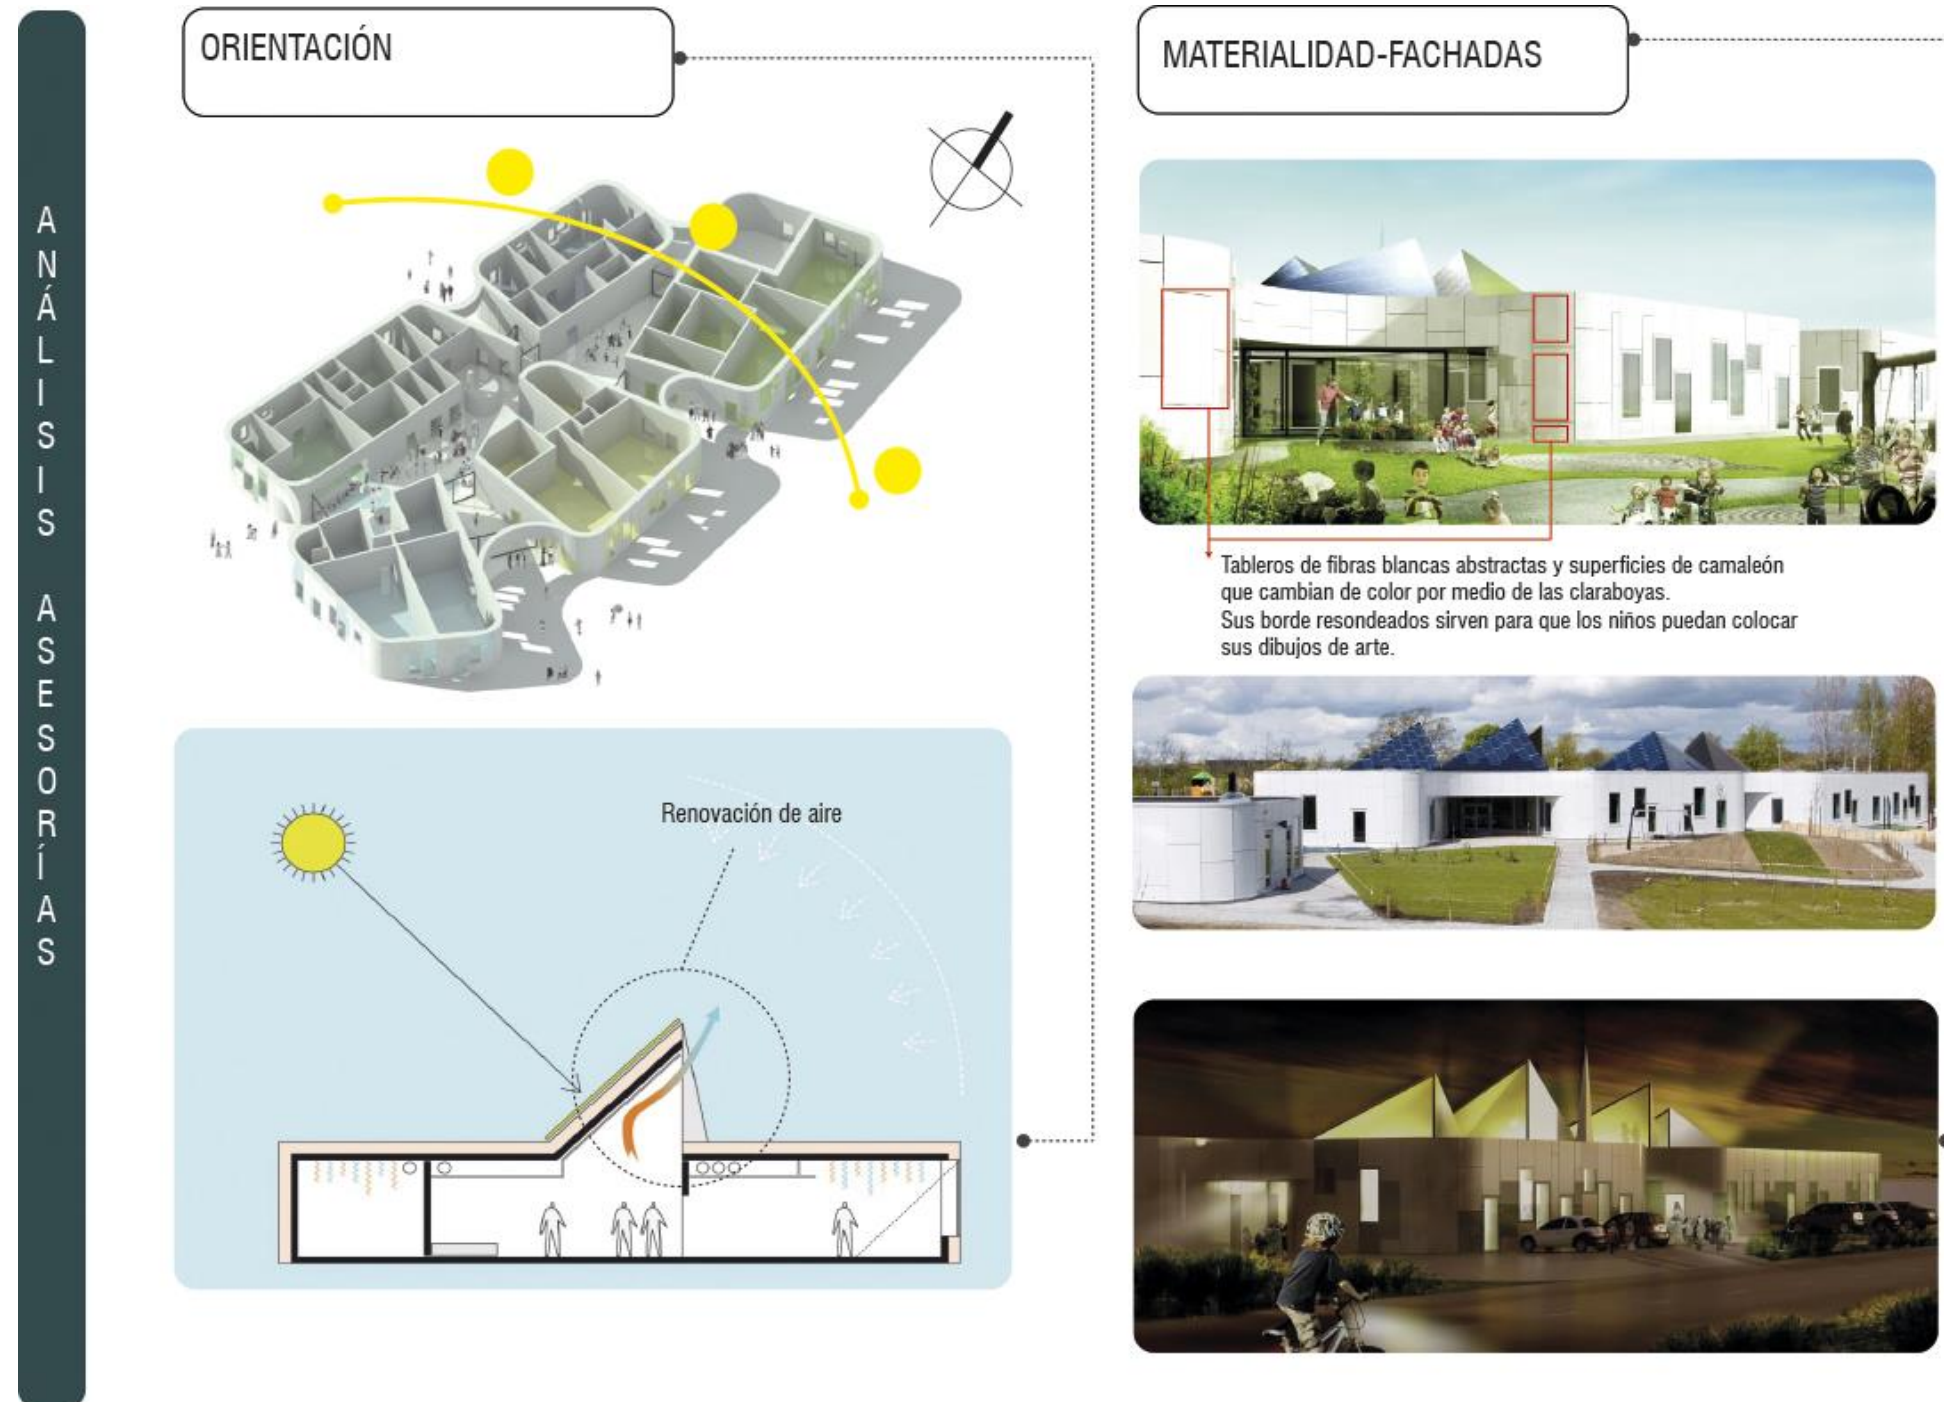 ANÁLISIS ASESORÍAS
ORIENTACIÓN
Renovación de aire
MATERIALIDAD-FACHADAS
Tableros de fibras blancas abstractas y superficies de camaleón
que cambian de color por medio de las claraboyas.
Sus borde resondeados sirven para que los niños puedan colocar
sus dibujos de arte.